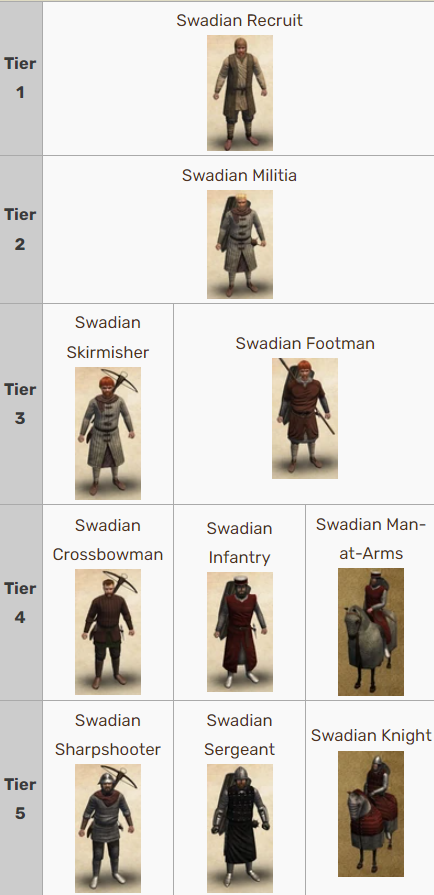 Swadian Recruit
Tier
1
Swadian Militia
Tier
2
Swadian
Skirmisher
Swadian Footman
Tier
3
Swadian
Crossbowman
Swadian
Infantry
Swadian Man-
at-Arms
Tier
4
Swadian
Sharpshooter
Swadian
Sergeant
Swadian Knight
Tier
5